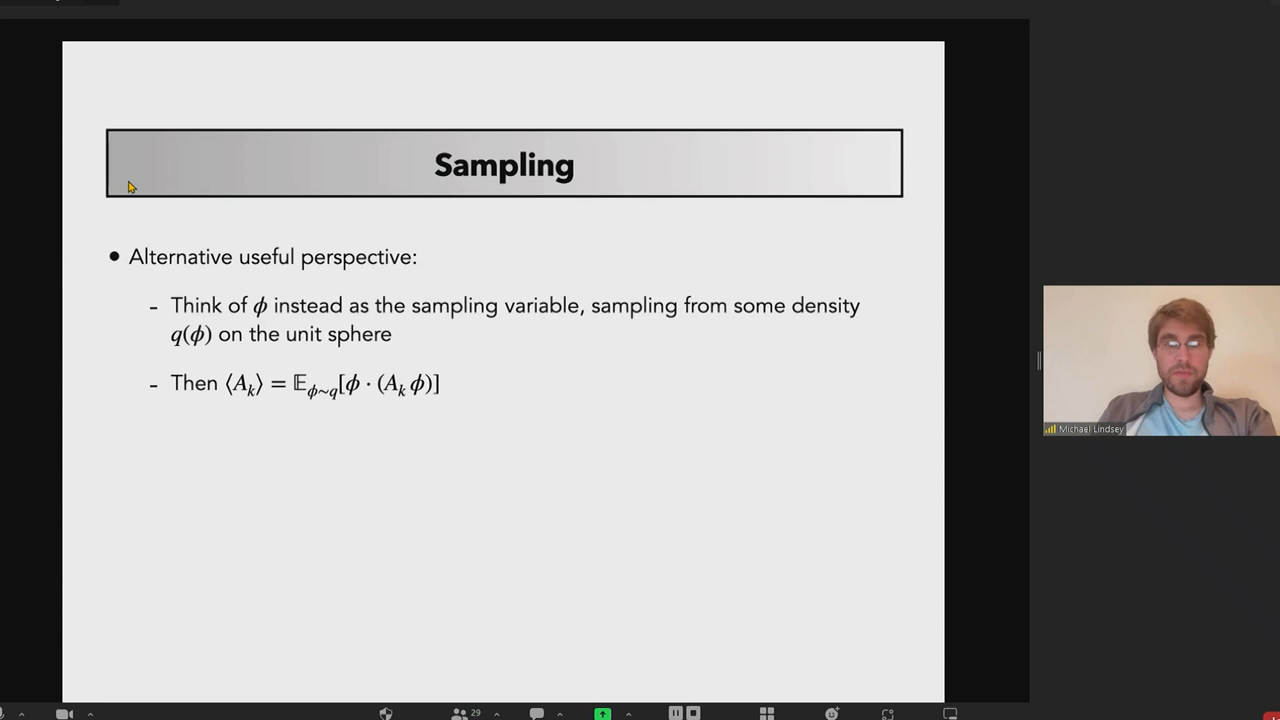 Sampling
● Alternative useful perspective:
- Think of ϕ instead as the sampling variable, sampling from some density
q(ϕ) on the unit sphere
- Then ⟨A_k⟩ = 𝔼_{ϕ∼q}[ϕ · (A_k ϕ)]
Michael Lindsey
29